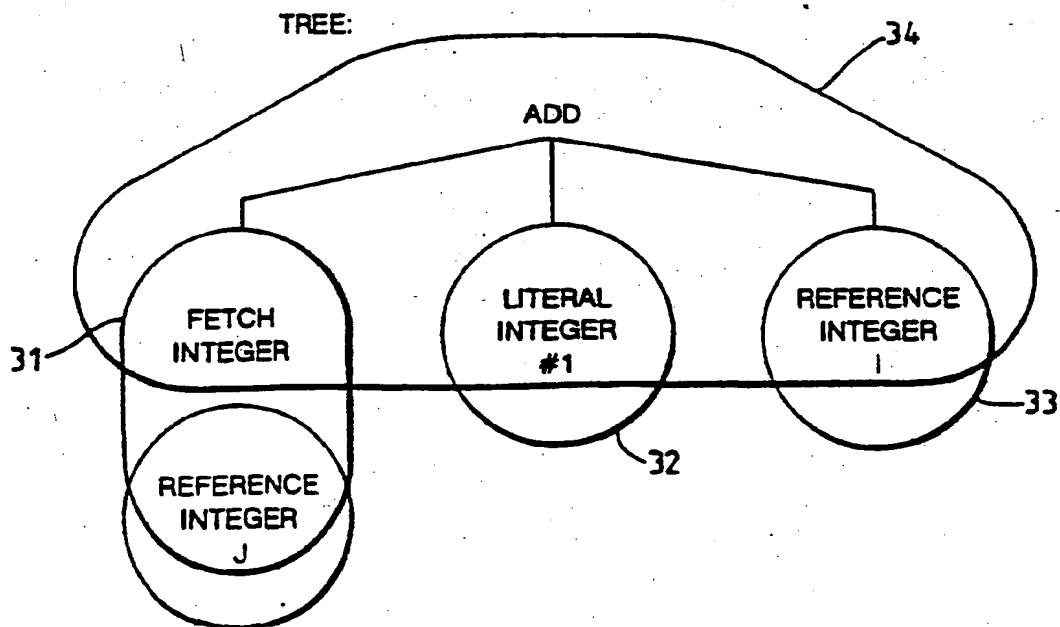 TREE:
34
ADD
FETCH
INTEGER
LITERAL
INTEGER
#1
REFERENCE
INTEGER
I
31
33
32
REFERENCE
INTEGER
J